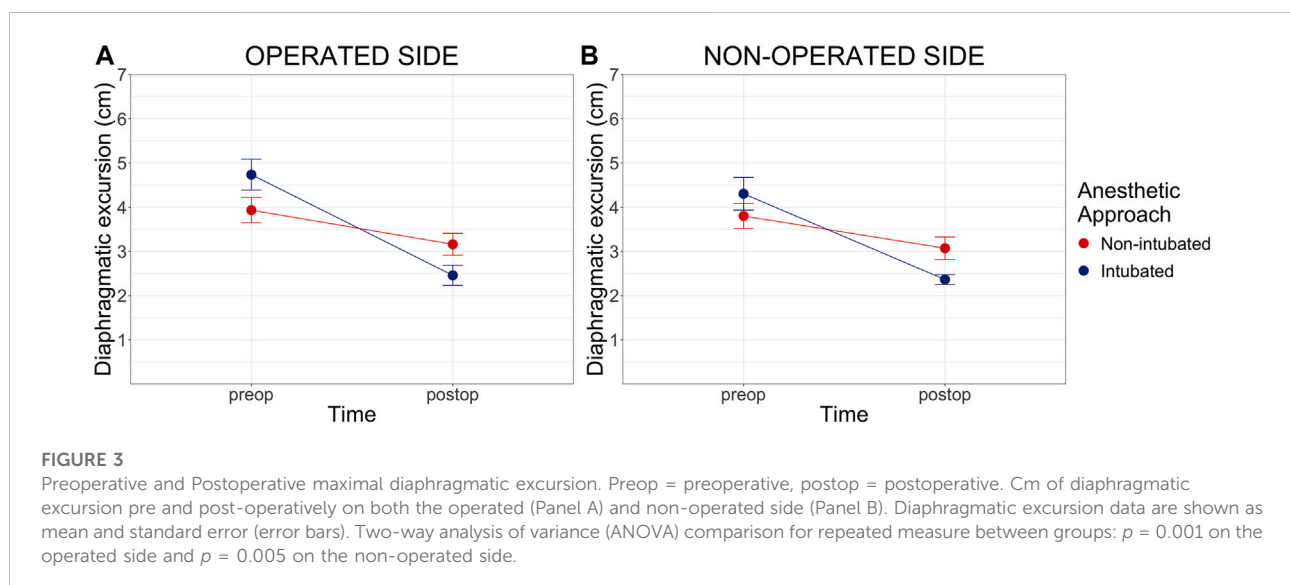 A
OPERATED SIDE
Diaphragmatic excursion (cm)
7
6
5
4
3
2
1
preop
postop
Time
B
NON-OPERATED SIDE
Diaphragmatic excursion (cm)
7
6
5
4
3
2
1
preop
postop
Time
Anesthetic
Approach
Non-intubated
Intubated
FIGURE 3
Preoperative and Postoperative maximal diaphragmatic excursion. Preop = preoperative, postop = postoperative. Cm of diaphragmatic
excursion pre and post-operatively on both the operated (Panel A) and non-operated side (Panel B). Diaphragmatic excursion data are shown as
mean and standard error (error bars). Two-way analysis of variance (ANOVA) comparison for repeated measure between groups: p = 0.001 on the
operated side and p = 0.005 on the non-operated side.